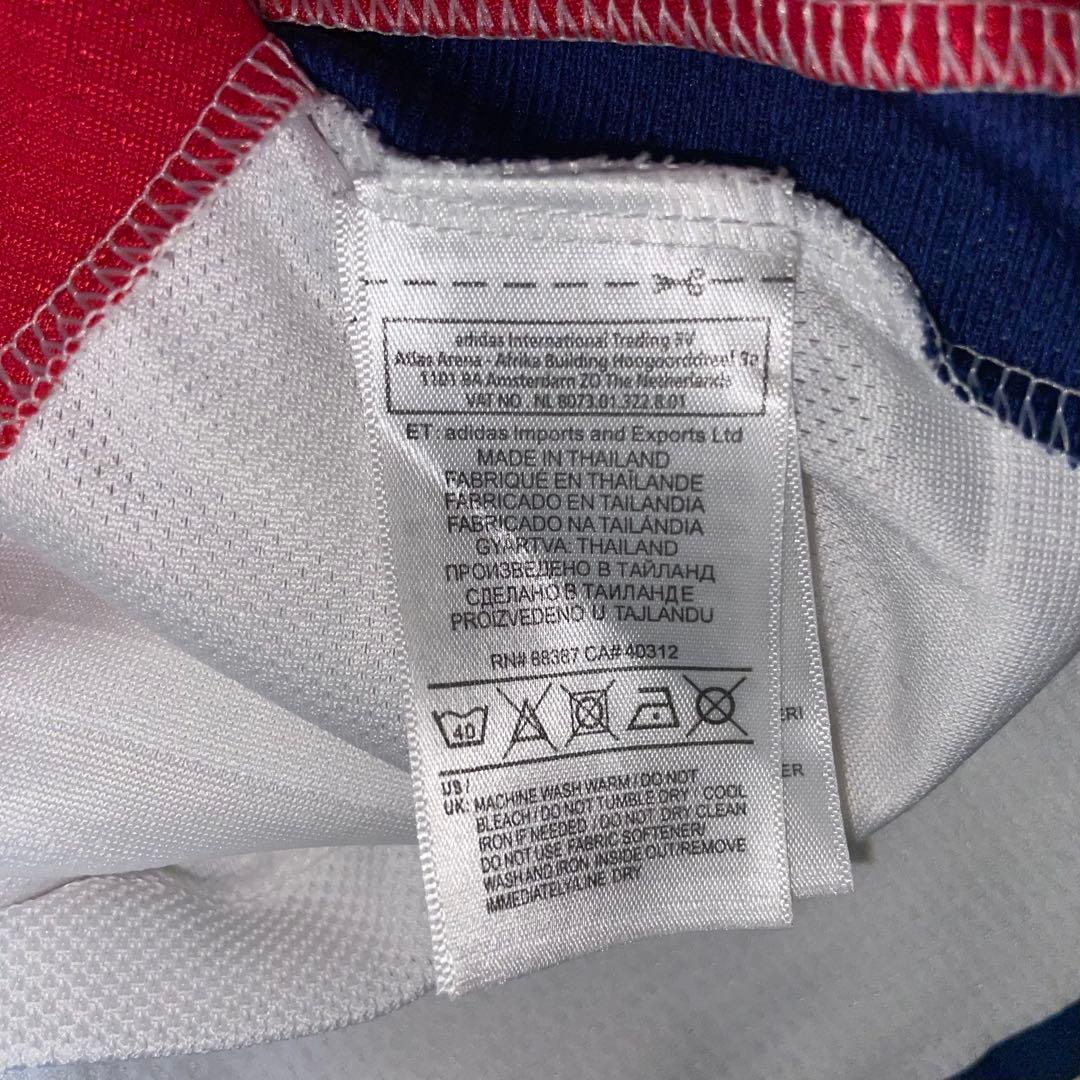 adidas International Trading BV
Atlas Arena - Afrika Building Hoogoorddreef 9a
1101 BA Amsterdam ZO The Netherlands
VAT NO . NL 8073.01.322.B.01
ET: adidas Imports and Exports Ltd
MADE IN THAILAND
FABRIQUÉ EN THAÏLANDE
FABRICADO EN TAILANDIA
FABRICADO NA TAILÂNDIA
GYÁRTVA: THAILAND
ПРОИЗВЕДЕНО В ТАЙЛАНД
СДЕЛАНО В ТАИЛАНДЕ
PROIZVEDENO U TAJLANDU
RN# 88387 CA# 40312
40
US /
UK: MACHINE WASH WARM / DO NOT
BLEACH / DO NOT TUMBLE DRY / COOL
IRON IF NEEDED / DO NOT DRY CLEAN
DO NOT USE FABRIC SOFTENER/
WASH AND IRON INSIDE OUT/REMOVE
IMMEDIATELY/LINE DRY
ERI
ER